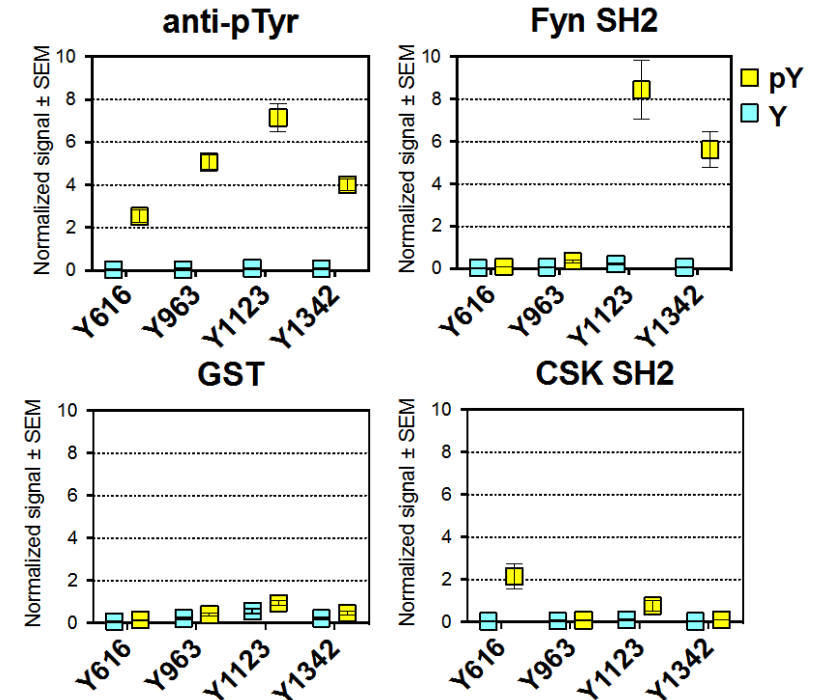 anti-pTyr
Normalized signal ± SEM
10
8
6
4
2
0
Y616
Y963
Y1123
Y1342
Fyn SH2
Normalized signal ± SEM
10
8
6
4
2
0
Y616
Y963
Y1123
Y1342
pY
Y
GST
Normalized signal ± SEM
10
8
6
4
2
0
Y616
Y963
Y1123
Y1342
CSK SH2
Normalized signal ± SEM
10
8
6
4
2
0
Y616
Y963
Y1123
Y1342